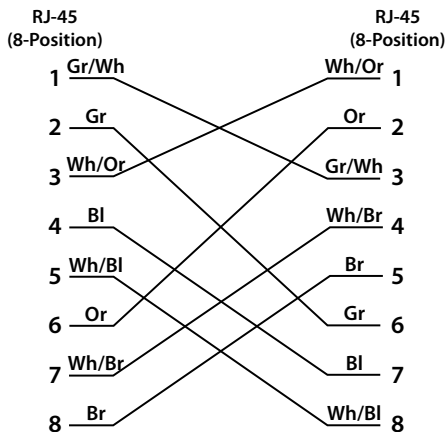 RJ-45
(8-Position)
RJ-45
(8-Position)
1 Gr/Wh
Wh/Or 1
2 Gr
Or 2
3 Wh/Or
Gr/Wh 3
4 Bl
Wh/Br 4
5 Wh/Bl
Br 5
6 Or
Gr 6
7 Wh/Br
Bl 7
8 Br
Wh/Bl 8